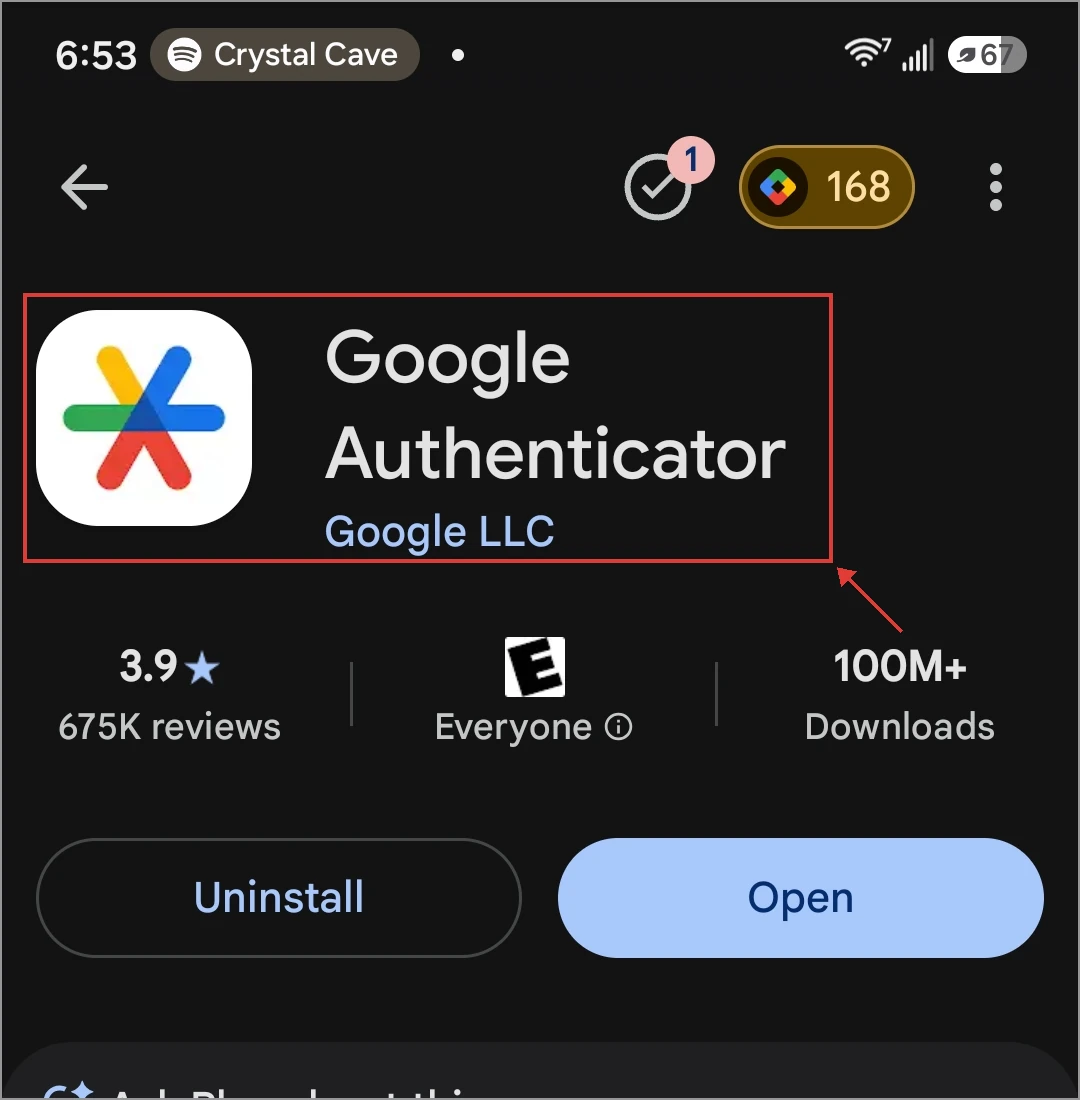 6:53 Crystal Cave
7 67
1 168
Google
Authenticator
Google LLC
3.9 E 100M+
675K reviews Everyone Downloads
Uninstall Open